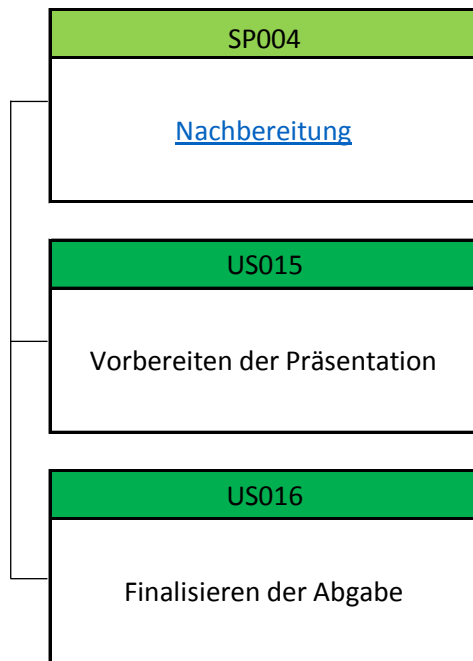 SP004
Nachbereitung
US015
Vorbereiten der Präsentation
US016
Finalisieren der Abgabe